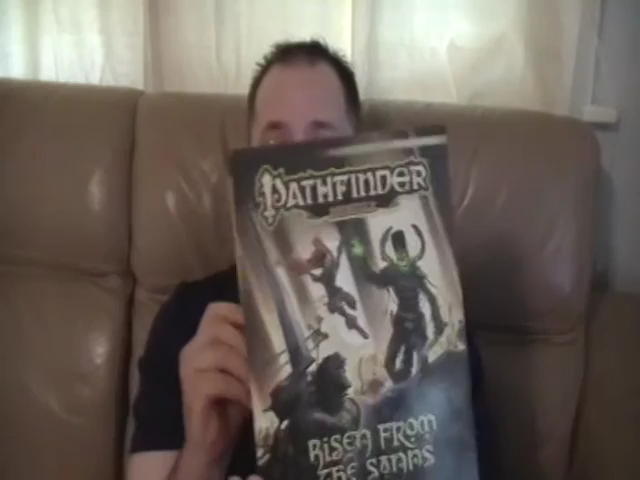 PATHFINDER
RISEN FROM
THE SANDS